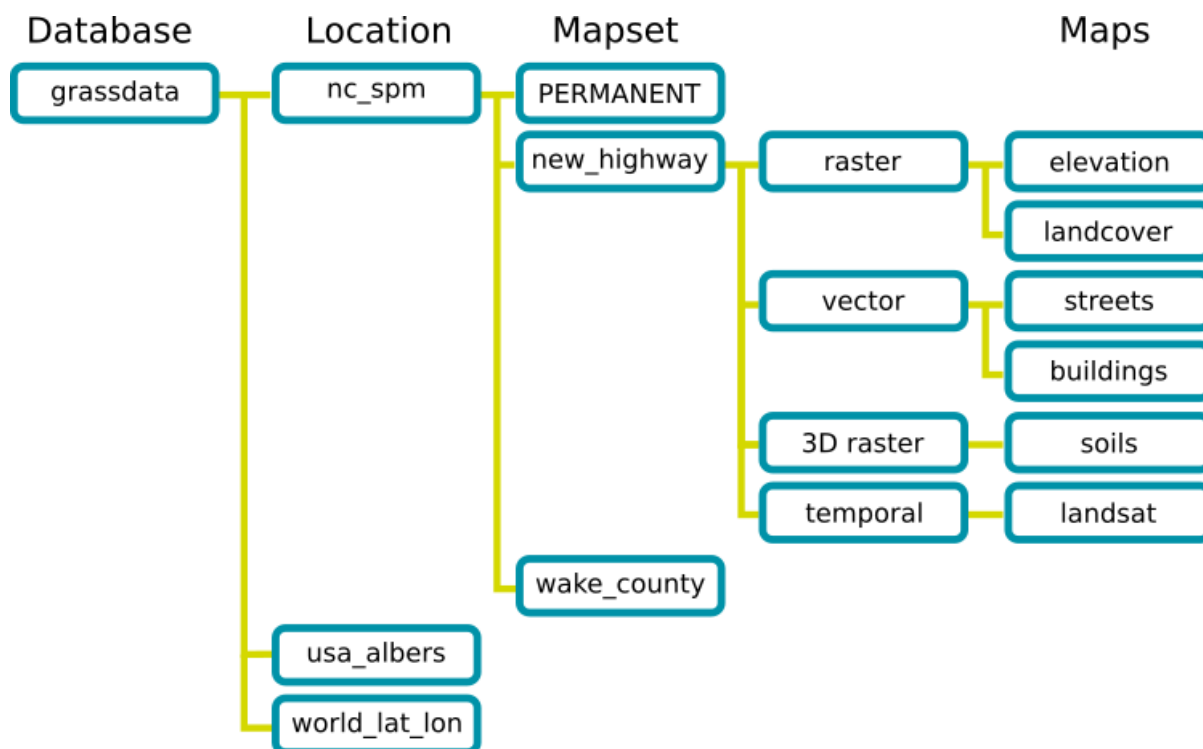 Database
Location
Mapset
Maps
grassdata
nc_spm
PERMANENT
new_highway
raster
elevation
landcover
vector
streets
buildings
3D raster
soils
temporal
landsat
wake_county
usa_albers
world_lat_lon